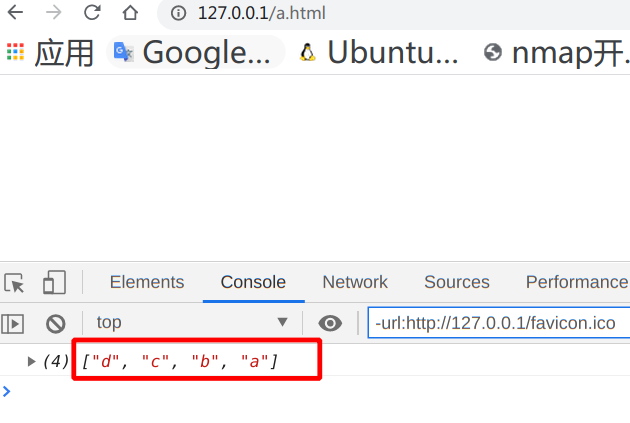 127.0.0.1/a.html
应用 Google... Ubuntu... nmap开.
Elements Console Network Sources Performance
top -url:http://127.0.0.1/favicon.ico
(4) ["d", "c", "b", "a"]